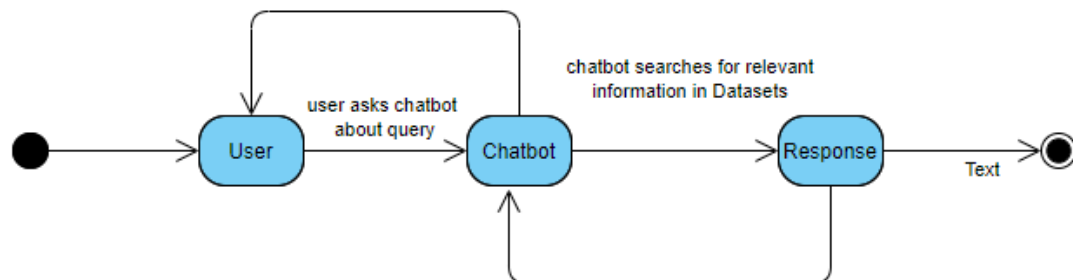 chatbot searches for relevant
information in Datasets
user asks chatbot
about query
User
Chatbot
Response
Text